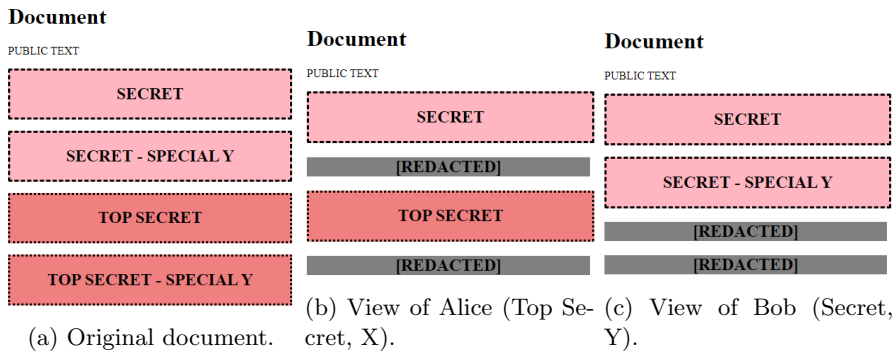 Document
PUBLIC TEXT
SECRET
SECRET - SPECIAL Y
TOP SECRET
TOP SECRET - SPECIAL Y
(a) Original document.
Document
PUBLIC TEXT
SECRET
[REDACTED]
TOP SECRET
[REDACTED]
(b) View of Alice (Top Se-
cret, X).
Document
PUBLIC TEXT
SECRET
SECRET - SPECIAL Y
[REDACTED]
[REDACTED]
(c) View of Bob (Secret,
Y).